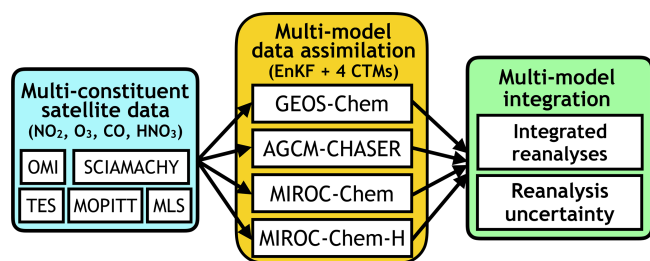 Multi-constituent
satellite data
(NO₂, O₃, CO, HNO₃)
OMI
SCIAMACHY
TES
MOPITT
MLS
Multi-model
data assimilation
(EnKF + 4 CTMs)
GEOS-Chem
AGCM-CHASER
MIROC-Chem
MIROC-Chem-H
Multi-model
integration
Integrated
reanalyses
Reanalysis
uncertainty